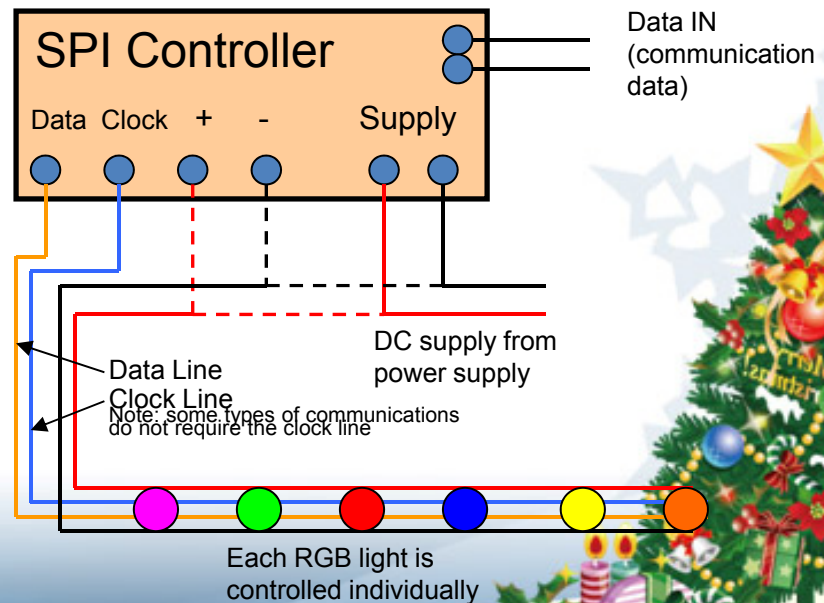 SPI Controller
Data IN
(communication
data)
Data Clock + - Supply
DC supply from
power supply
Data Line
Clock Line
Note: some types of communications
do not require the clock line
Each RGB light is
controlled individually
Merry